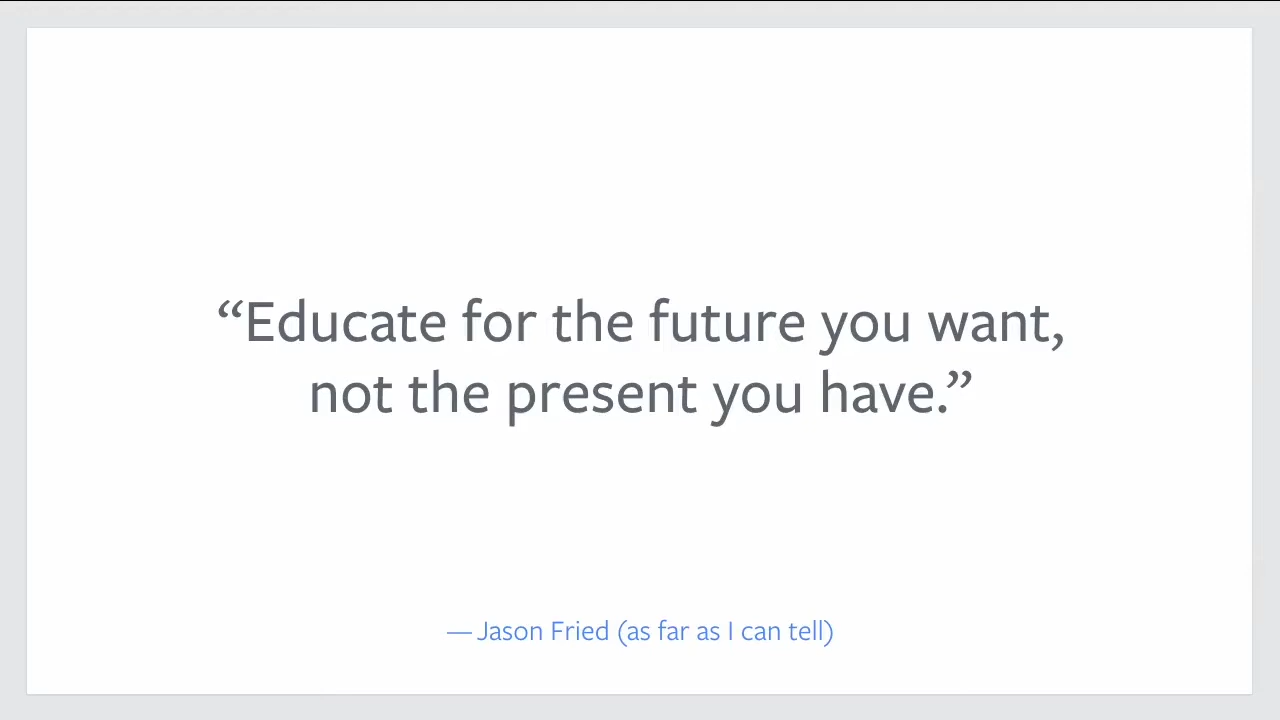 “Educate for the future you want,
not the present you have.”
— Jason Fried (as far as I can tell)